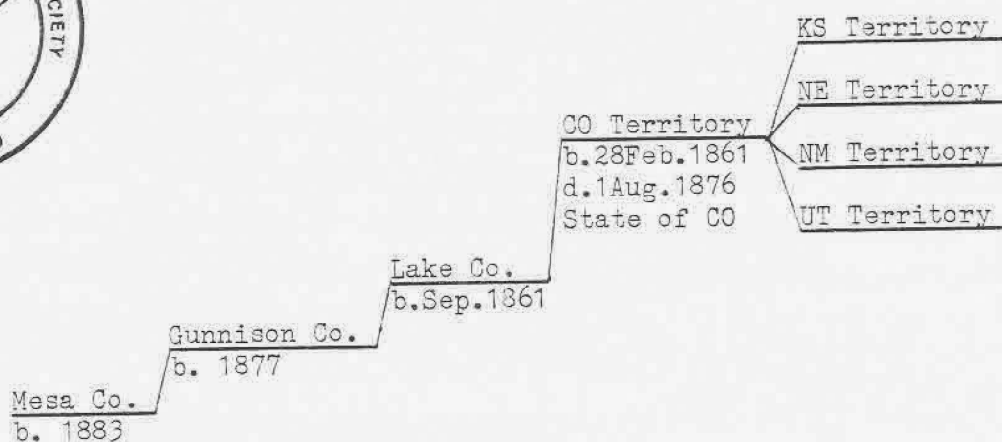 CIETY
KS Territory
NE Territory
CO Territory
b.28Feb.1861
NM Territory
d.1Aug.1876
State of CO
UT Territory
Lake Co.
b.Sep.1861
Gunnison Co.
b. 1877
Mesa Co.
b. 1883